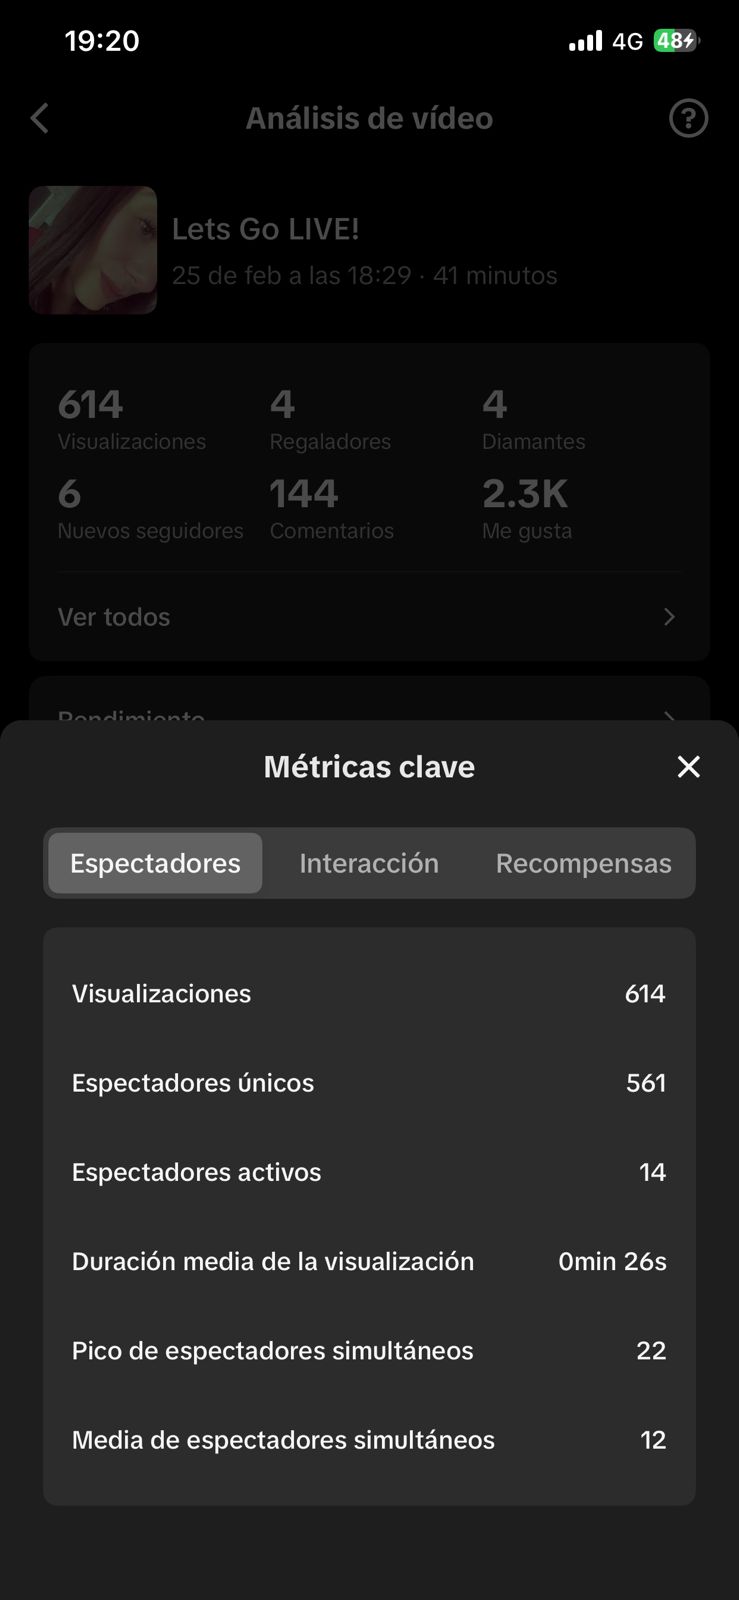 19:20
4G
48
Análisis de vídeo
?
Lets Go LIVE!
25 de feb a las 18:29 · 41 minutos
614 4 4
Visualizaciones Regaladores Diamantes
6 144 2.3K
Nuevos seguidores Comentarios Me gusta
Ver todos
Rendimiento
Métricas clave
Espectadores Interacción Recompensas
Visualizaciones 614
Espectadores únicos 561
Espectadores activos 14
Duración media de la visualización 0min 26s
Pico de espectadores simultáneos 22
Media de espectadores simultáneos 12